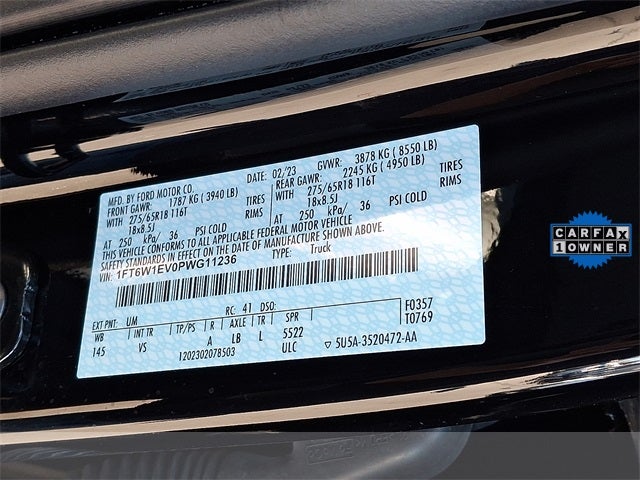 MFD. BY FORD MOTOR CO. DATE: 02/23 GVWR: 3878 KG ( 8550 LB)
FRONT GAWR: 1787 KG ( 3940 LB) REAR GAWR: 2245 KG ( 4950 LB)
WITH 275/65R18 116T TIRES WITH 275/65R18 116T TIRES
18x8.5J RIMS 18x8.5J RIMS
AT 250 kPa/ 36 PSI COLD AT 250 kPa/ 36 PSI COLD
THIS VEHICLE CONFORMS TO ALL APPLICABLE FEDERAL MOTOR VEHICLE
SAFETY STANDARDS IN EFFECT ON THE DATE OF MANUFACTURE SHOWN ABOVE.
VIN: 1FT6W1EV0PWG11236 TYPE: Truck
EXT PNT: UM RC: 41 DSO: F0357
WB INT TR TP/PS R AXLE TR SPR T0769
145 VS A LB L 5522
1202302078503 ULC ▽ 5U5A-3520472-AA
CARFAX
1 OWNER